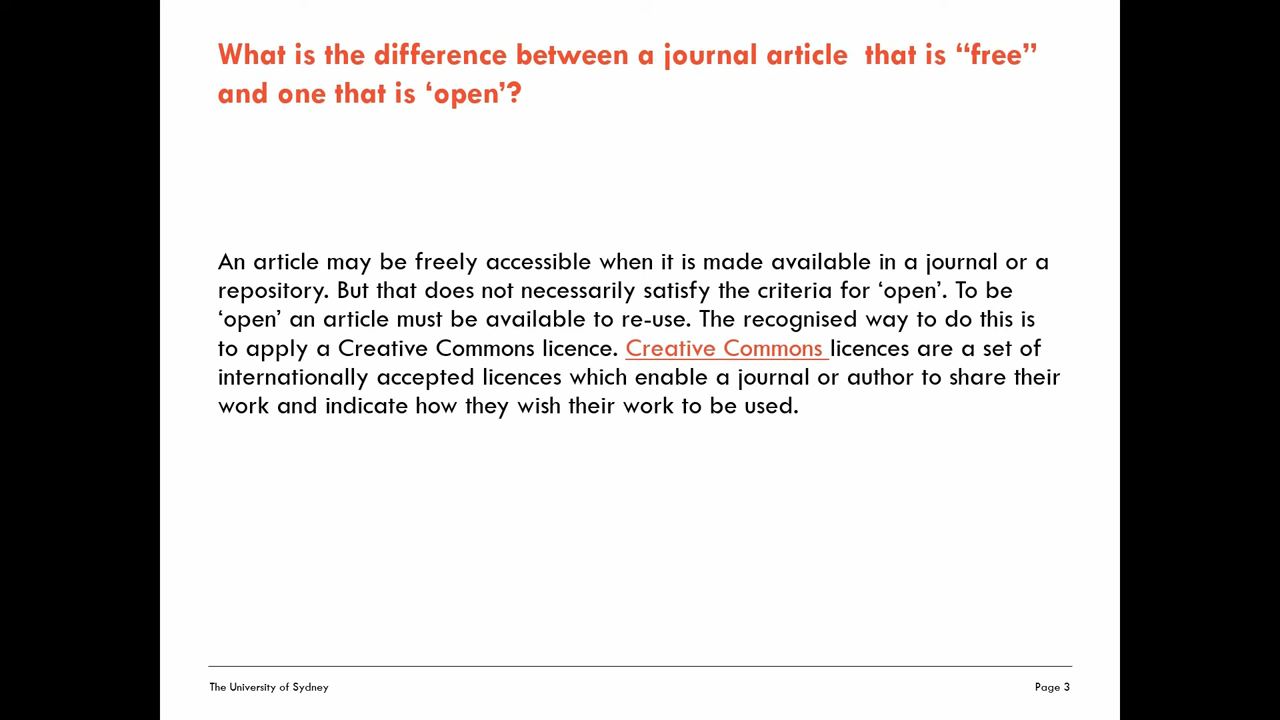 What is the difference between a journal article  that is “free”
and one that is ‘open’?
An article may be freely accessible when it is made available in a journal or a
repository. But that does not necessarily satisfy the criteria for ‘open’. To be
‘open’ an article must be available to re-use. The recognised way to do this is
to apply a Creative Commons licence. Creative Commons licences are a set of
internationally accepted licences which enable a journal or author to share their
work and indicate how they wish their work to be used.
The University of Sydney
Page 3